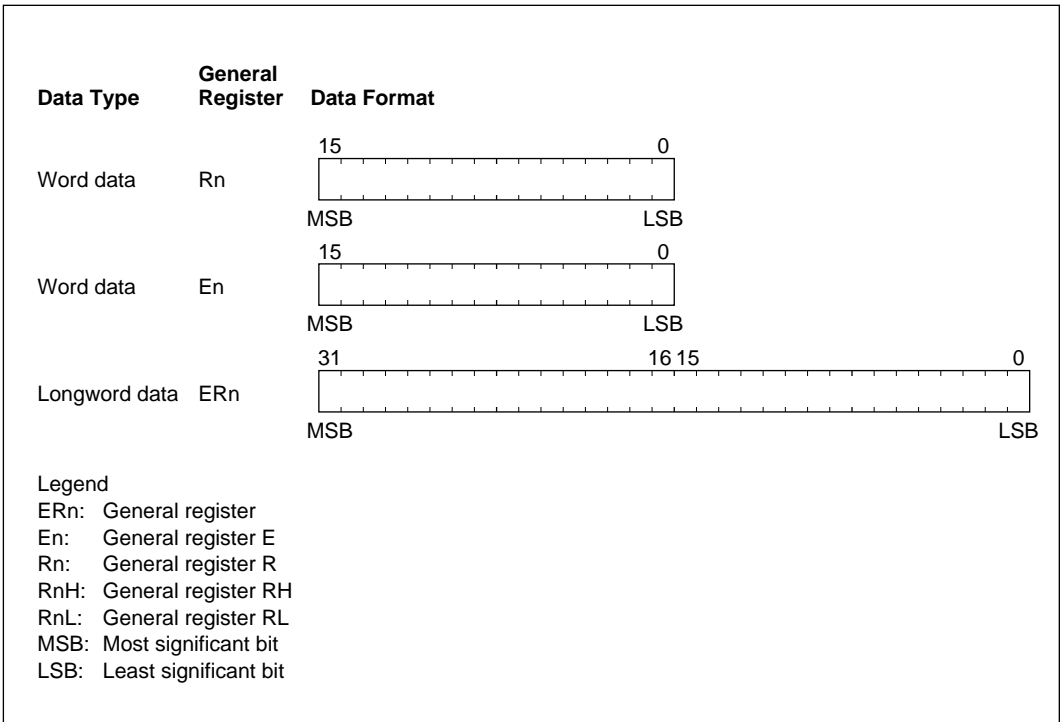 General
Data Type Register Data Format
15 0
Word data Rn
MSB LSB
15 0
Word data En
MSB LSB
31 16 15 0
Longword data ERn
MSB LSB
Legend
ERn: General register
En: General register E
Rn: General register R
RnH: General register RH
RnL: General register RL
MSB: Most significant bit
LSB: Least significant bit